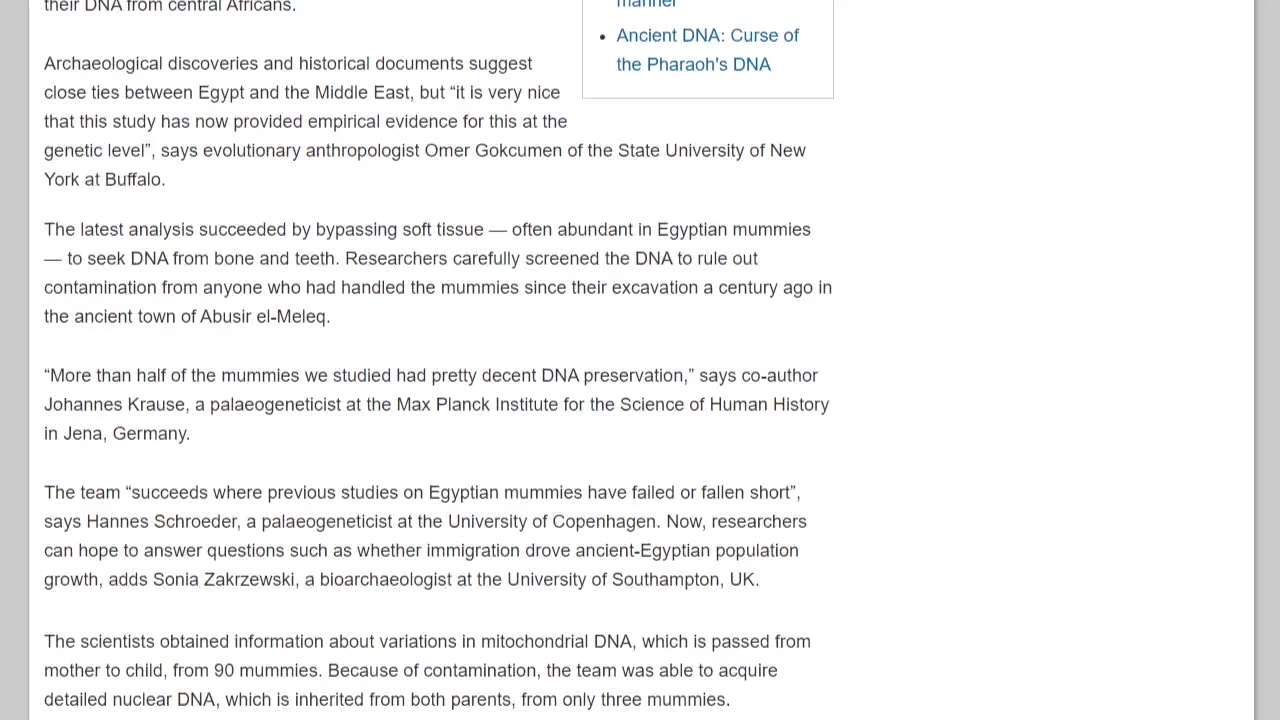 their DNA from central Africans.
manner
• Ancient DNA: Curse of
the Pharaoh's DNA
Archaeological discoveries and historical documents suggest
close ties between Egypt and the Middle East, but “it is very nice
that this study has now provided empirical evidence for this at the
genetic level”, says evolutionary anthropologist Omer Gokcumen of the State University of New
York at Buffalo.
The latest analysis succeeded by bypassing soft tissue — often abundant in Egyptian mummies
— to seek DNA from bone and teeth. Researchers carefully screened the DNA to rule out
contamination from anyone who had handled the mummies since their excavation a century ago in
the ancient town of Abusir el-Meleq.
“More than half of the mummies we studied had pretty decent DNA preservation,” says co-author
Johannes Krause, a palaeogeneticist at the Max Planck Institute for the Science of Human History
in Jena, Germany.
The team “succeeds where previous studies on Egyptian mummies have failed or fallen short”,
says Hannes Schroeder, a palaeogeneticist at the University of Copenhagen. Now, researchers
can hope to answer questions such as whether immigration drove ancient-Egyptian population
growth, adds Sonia Zakrzewski, a bioarchaeologist at the University of Southampton, UK.
The scientists obtained information about variations in mitochondrial DNA, which is passed from
mother to child, from 90 mummies. Because of contamination, the team was able to acquire
detailed nuclear DNA, which is inherited from both parents, from only three mummies.